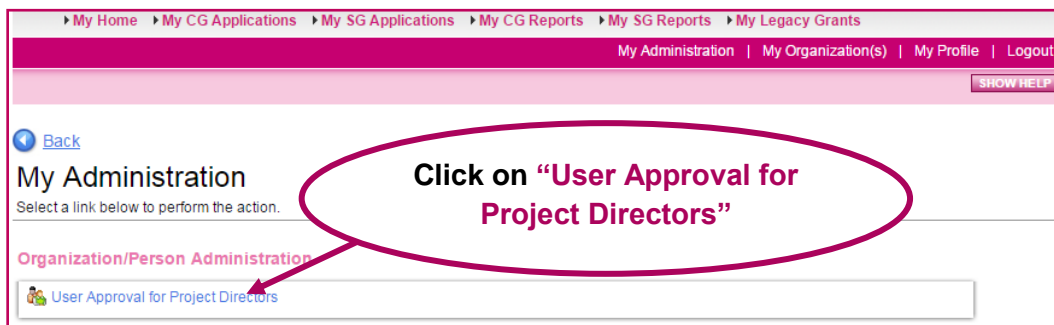 My Home My CG Applications My SG Applications My CG Reports My SG Reports My Legacy Grants
My Administration | My Organization(s) | My Profile | Logout
SHOW HELP
Back
My Administration
Select a link below to perform the action.
Click on “User Approval for
Project Directors”
Organization/Person Administration
User Approval for Project Directors